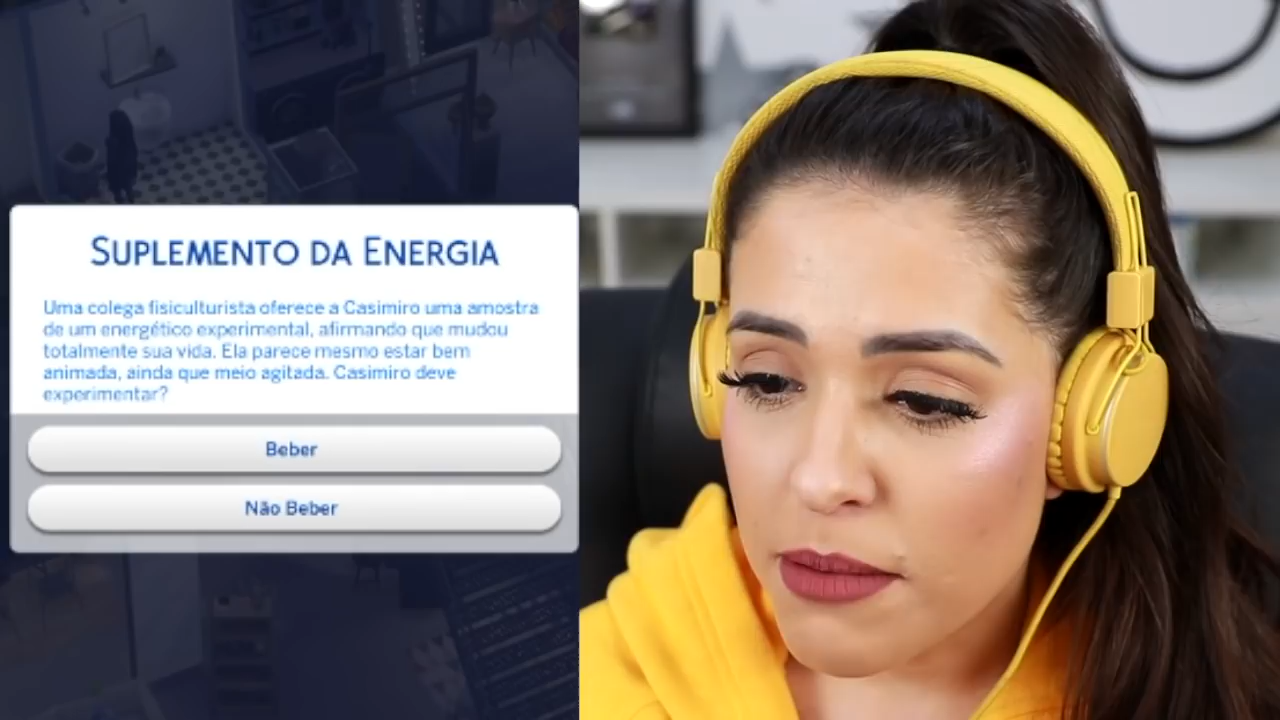 Suplemento da Energia
Uma colega fisiculturista oferece a Casimiro uma amostra
de um energético experimental, afirmando que mudou
totalmente sua vida. Ela parece mesmo estar bem
animada, ainda que meio agitada. Casimiro deve
experimentar?
Beber
Não Beber